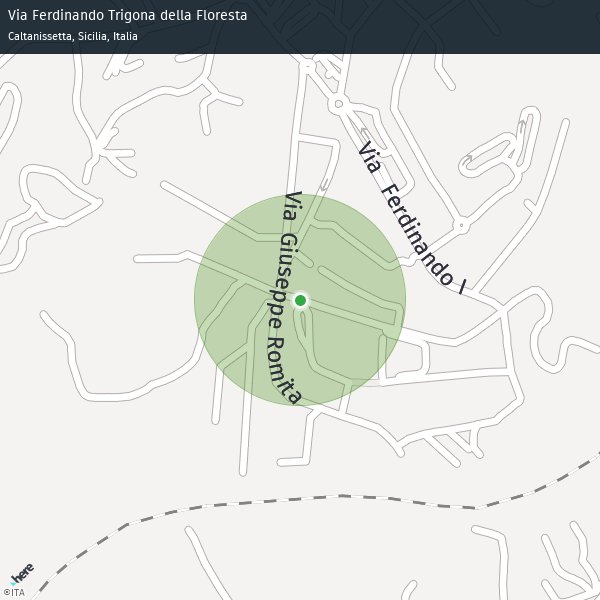 Via Ferdinando Trigona della Floresta
Caltanissetta, Sicilia, Italia
Via Ferdinando I
Via Giuseppe Romita
here
©ITA